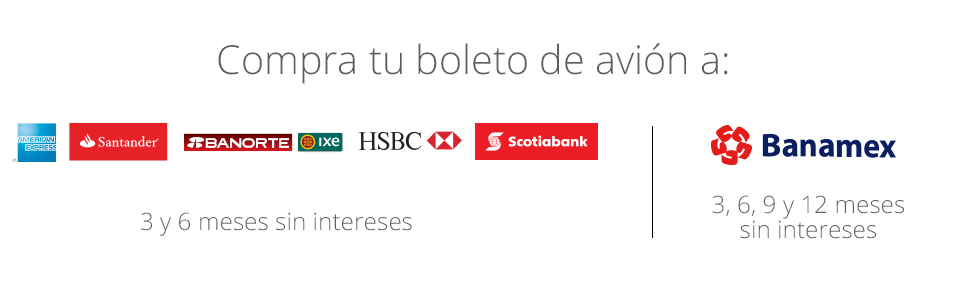 Compra tu boleto de avión a:
AMERICAN EXPRESS
Santander
BANORTE
ixe
HSBC
Scotiabank
3 y 6 meses sin intereses
Banamex
3, 6, 9 y 12 meses
sin intereses